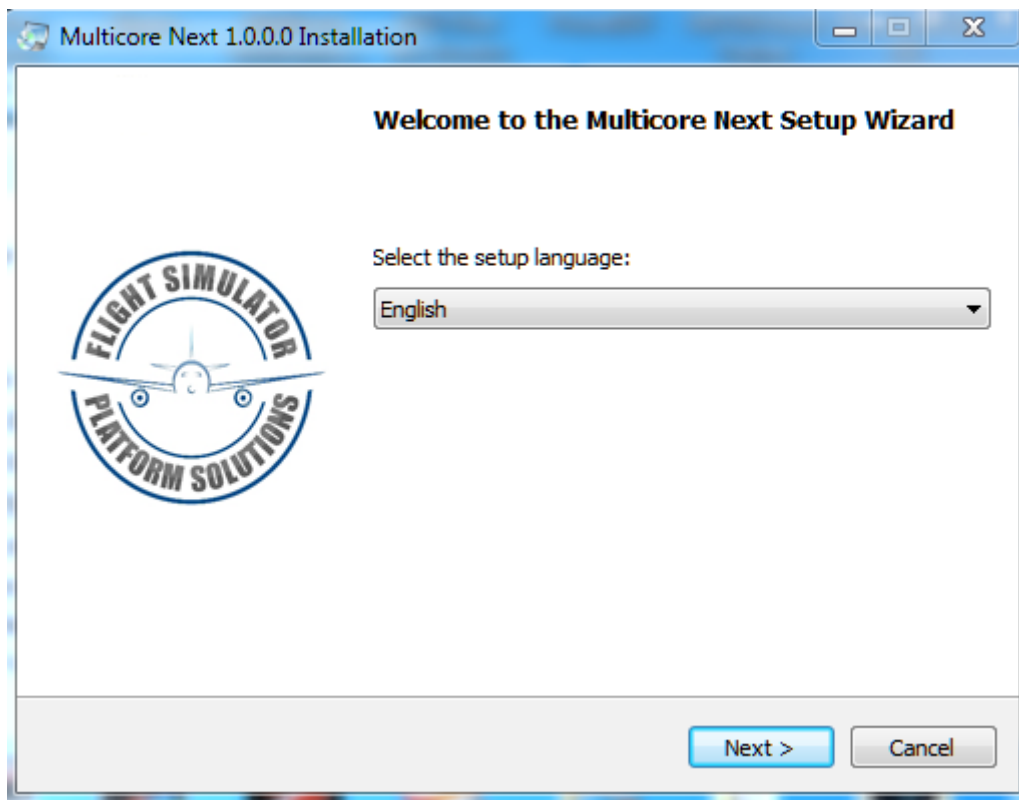 Multicore Next 1.0.0.0 Installation
Welcome to the Multicore Next Setup Wizard
Select the setup language:
English
FLIGHT SIMULATOR
PLATFORM SOLUTIONS
Next >
Cancel